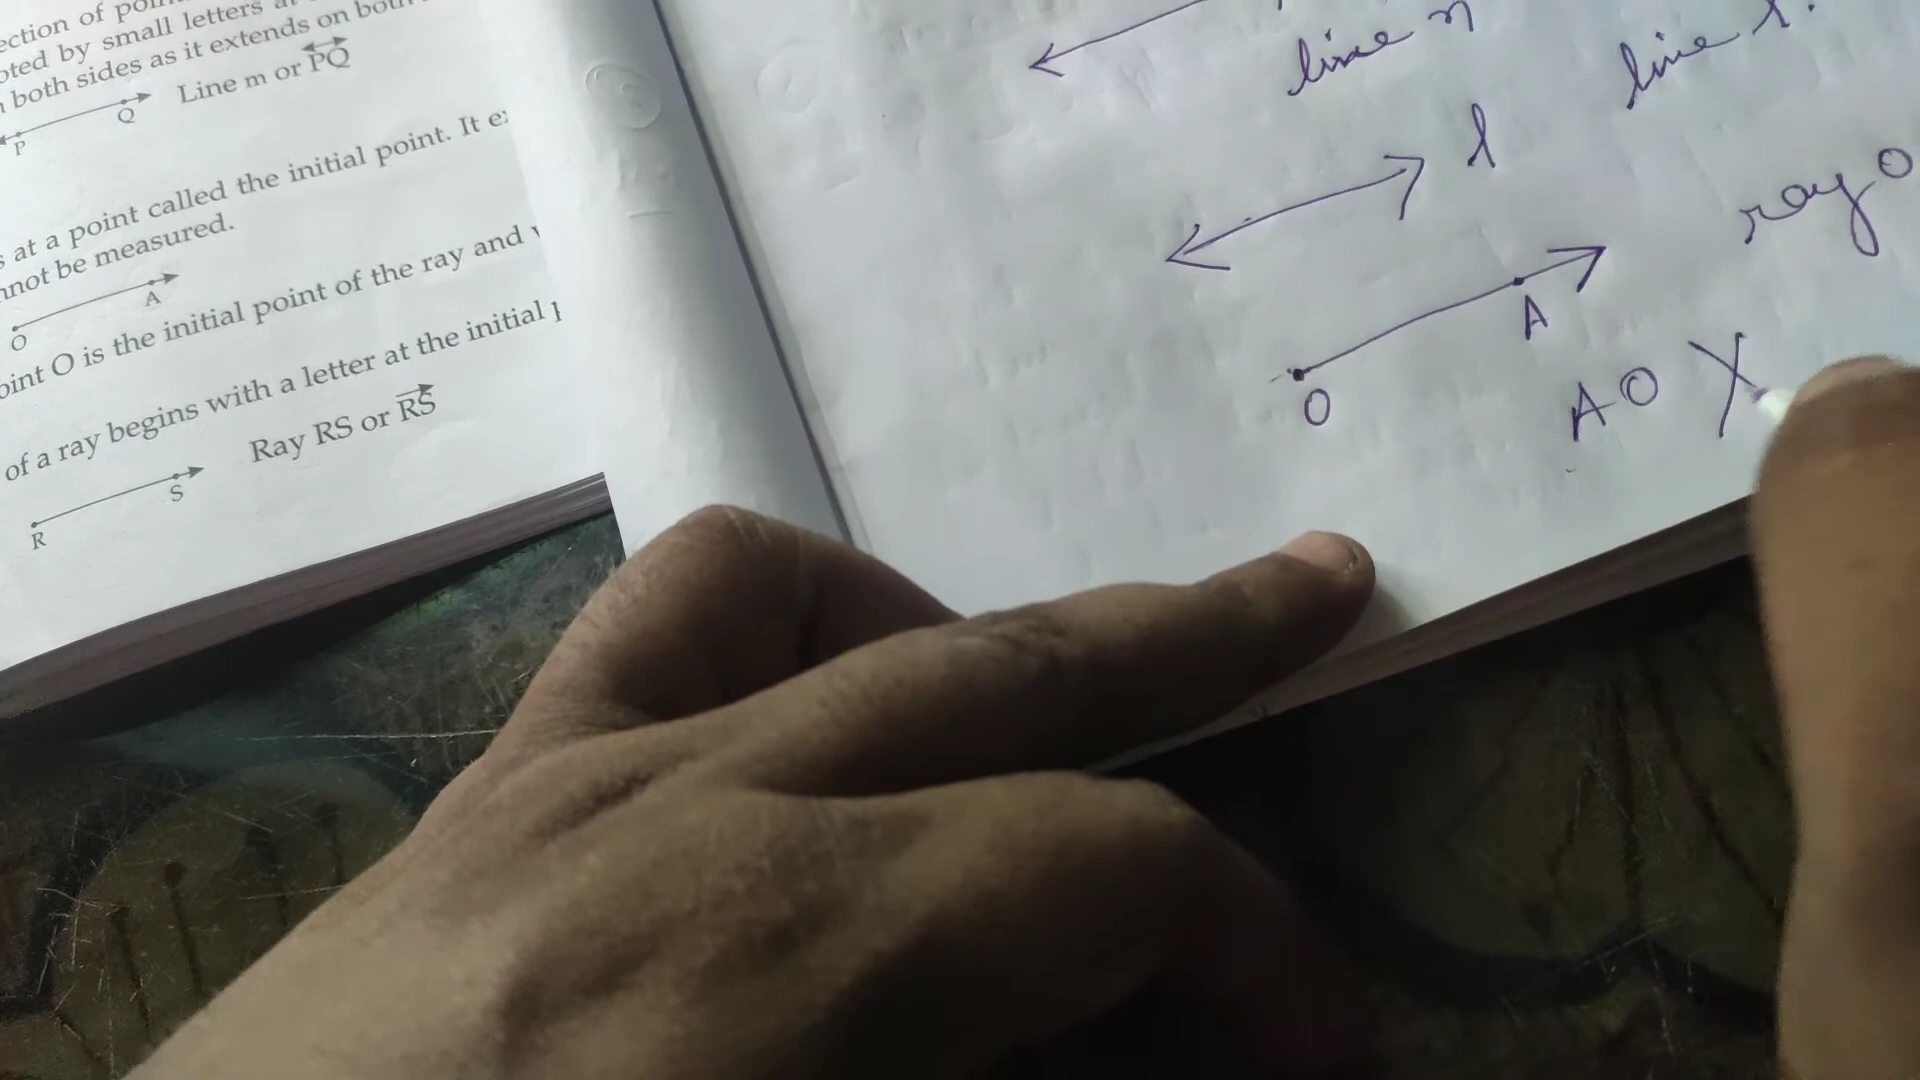 ection of
oted by small letters
both sides as it extends on both
P Q Line m or PQ
s at a point called the initial point. It
nnot be measured.
O A
oint O is the initial point of the ray and
of a ray begins with a letter at the initial
R S Ray RS or RS
line n
line l.
l
ray O
O A
AO X